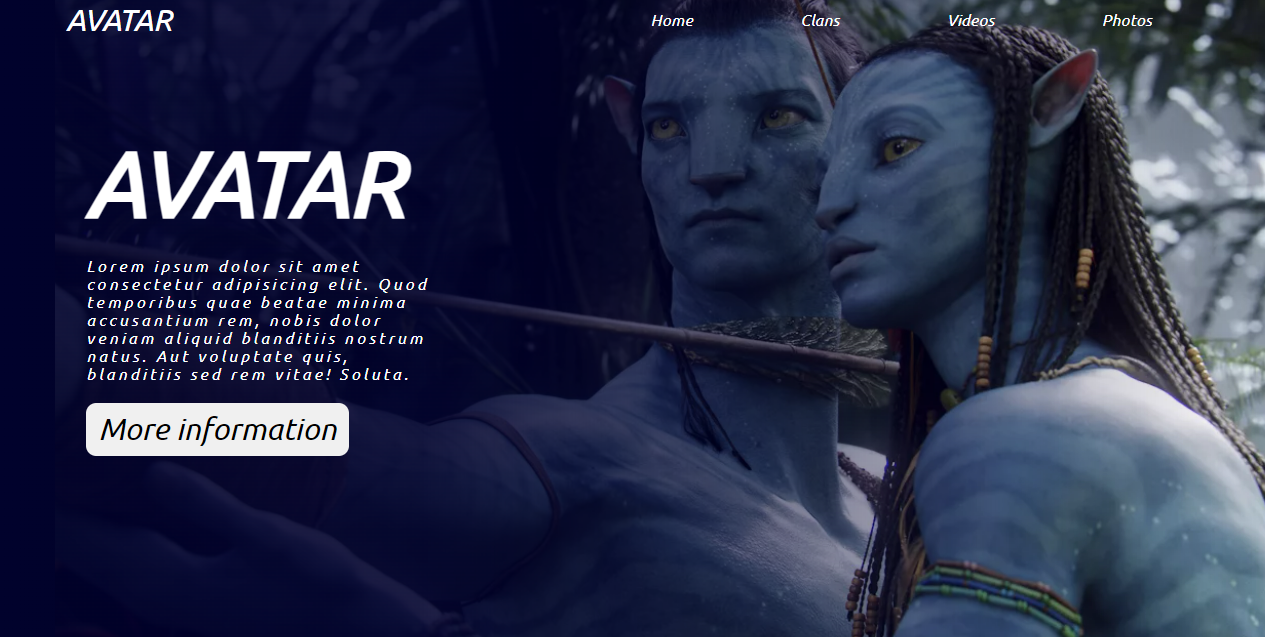 AVATAR
Home Clans Videos Photos
AVATAR
Lorem ipsum dolor sit amet
consectetur adipisicing elit. Quod
temporibus quae beatae minima
accusantium rem, nobis dolor
veniam aliquid blanditiis nostrum
natus. Aut voluptate quis,
blanditiis sed rem vitae! Soluta.
More information